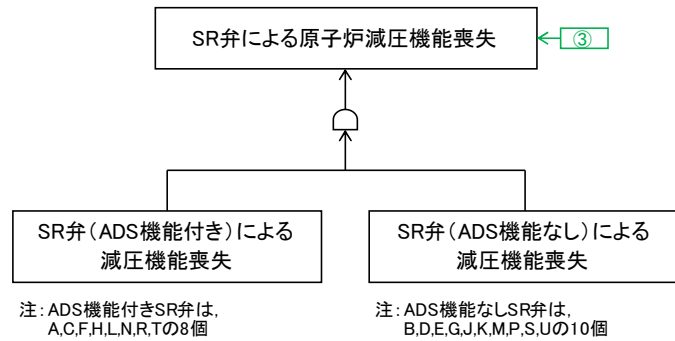 SR弁による原子炉減圧機能喪失
③
SR弁（ADS機能付き）による
減圧機能喪失
SR弁（ADS機能なし）による
減圧機能喪失
注：ADS機能付きSR弁は，
A,C,F,H,L,N,R,Tの8個
注：ADS機能なしSR弁は，
B,D,E,G,J,K,M,P,S,Uの10個